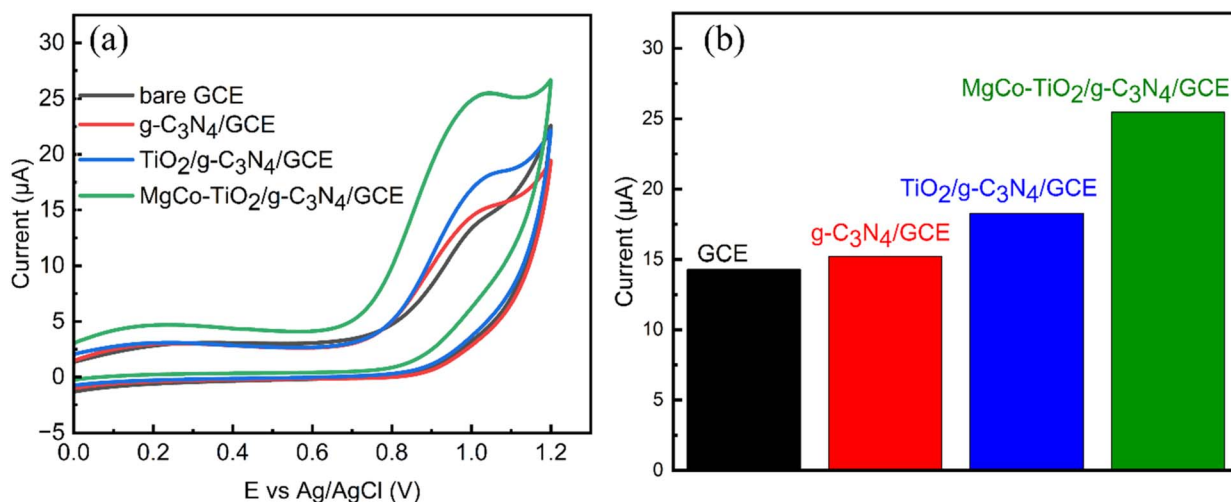 (a)
30
25
20
15
10
5
0
−5
Current (µA)
bare GCE
g-C₃N₄/GCE
TiO₂/g-C₃N₄/GCE
MgCo-TiO₂/g-C₃N₄/GCE
0.0 0.2 0.4 0.6 0.8 1.0 1.2
E vs Ag/AgCl (V)
(b)
30
25
20
15
10
5
0
Current (µA)
MgCo-TiO₂/g-C₃N₄/GCE
TiO₂/g-C₃N₄/GCE
g-C₃N₄/GCE
GCE